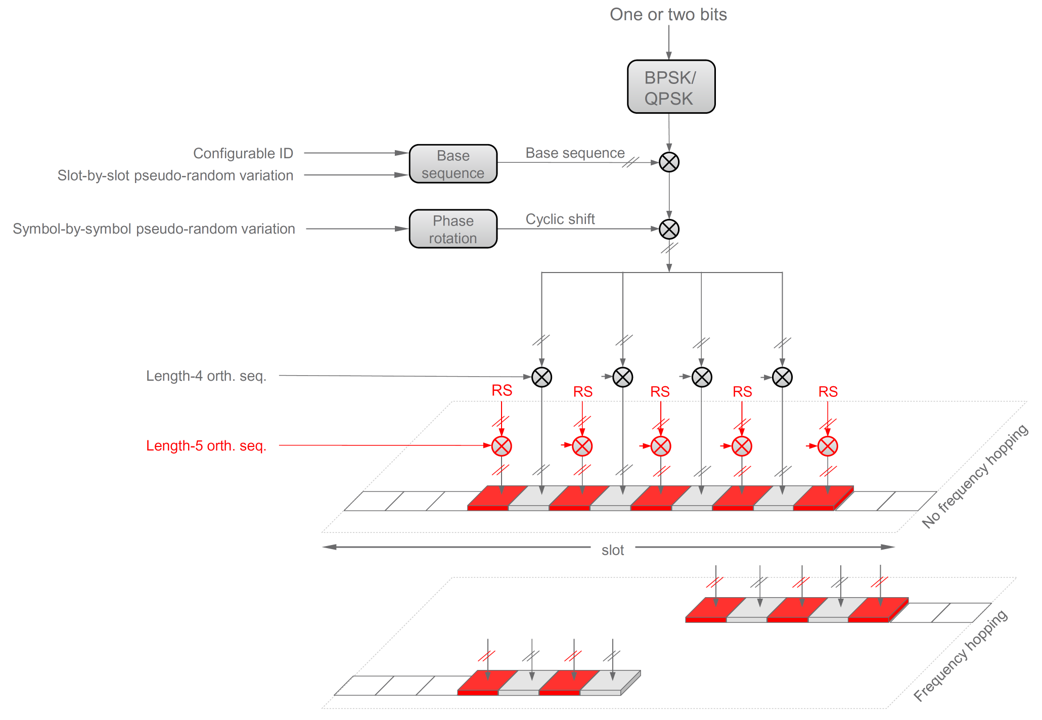 One or two bits
BPSK/
QPSK
Configurable ID
Slot-by-slot pseudo-random variation
Base
sequence
Base sequence
Symbol-by-symbol pseudo-random variation
Phase
rotation
Cyclic shift
Length-4 orth. seq.
RS
RS
RS
RS
RS
Length-5 orth. seq.
No frequency hopping
slot
Frequency hopping